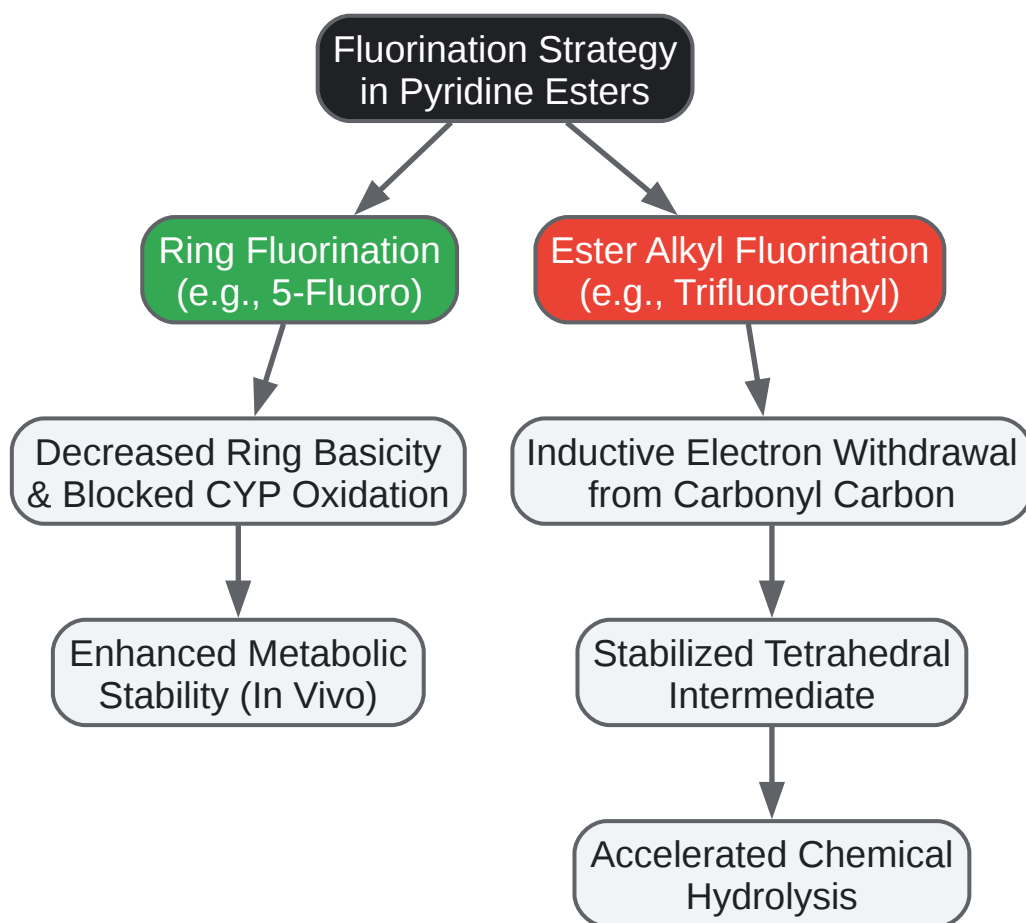 Fluorination Strategy
in Pyridine Esters
Ring Fluorination
(e.g., 5-Fluoro)
Ester Alkyl Fluorination
(e.g., Trifluoroethyl)
Decreased Ring Basicity
& Blocked CYP Oxidation
Inductive Electron Withdrawal
from Carbonyl Carbon
Enhanced Metabolic
Stability (In Vivo)
Stabilized Tetrahedral
Intermediate
Accelerated Chemical
Hydrolysis